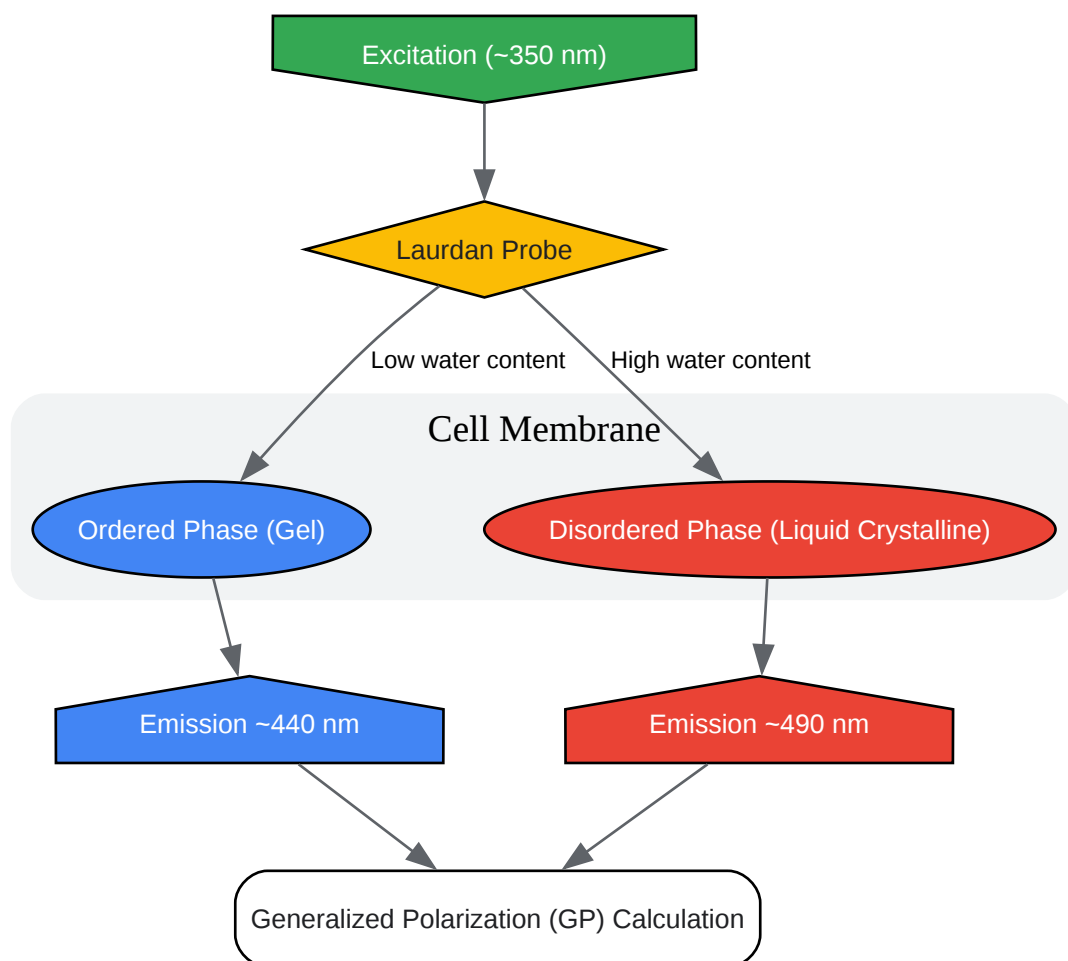 Excitation (~350 nm)
Laurdan Probe
Low water content
High water content
Cell Membrane
Ordered Phase (Gel)
Disordered Phase (Liquid Crystalline)
Emission ~440 nm
Emission ~490 nm
Generalized Polarization (GP) Calculation